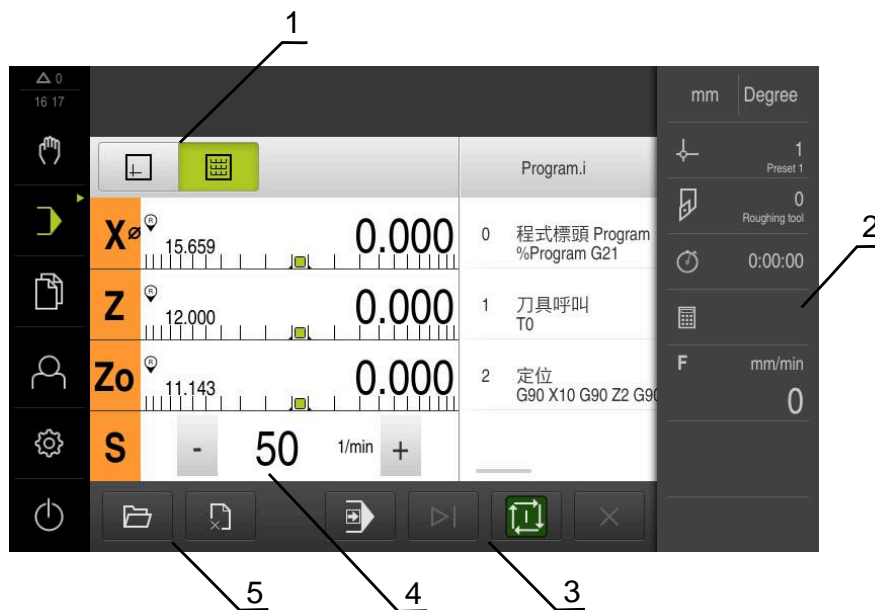 1
0
16 17
mm Degree
1
Preset 1
0
Roughing tool
2
0:00:00
F mm/min
0
Program.i
X⌀ R 15.659 0.000
Z R 12.000 0.000
Zo R 11.143 0.000
S - 50 1/min +
0 程式標頭 Program
%Program G21
1 刀具呼叫
T0
2 定位
G90 X10 G90 Z2 G90
5
4
3